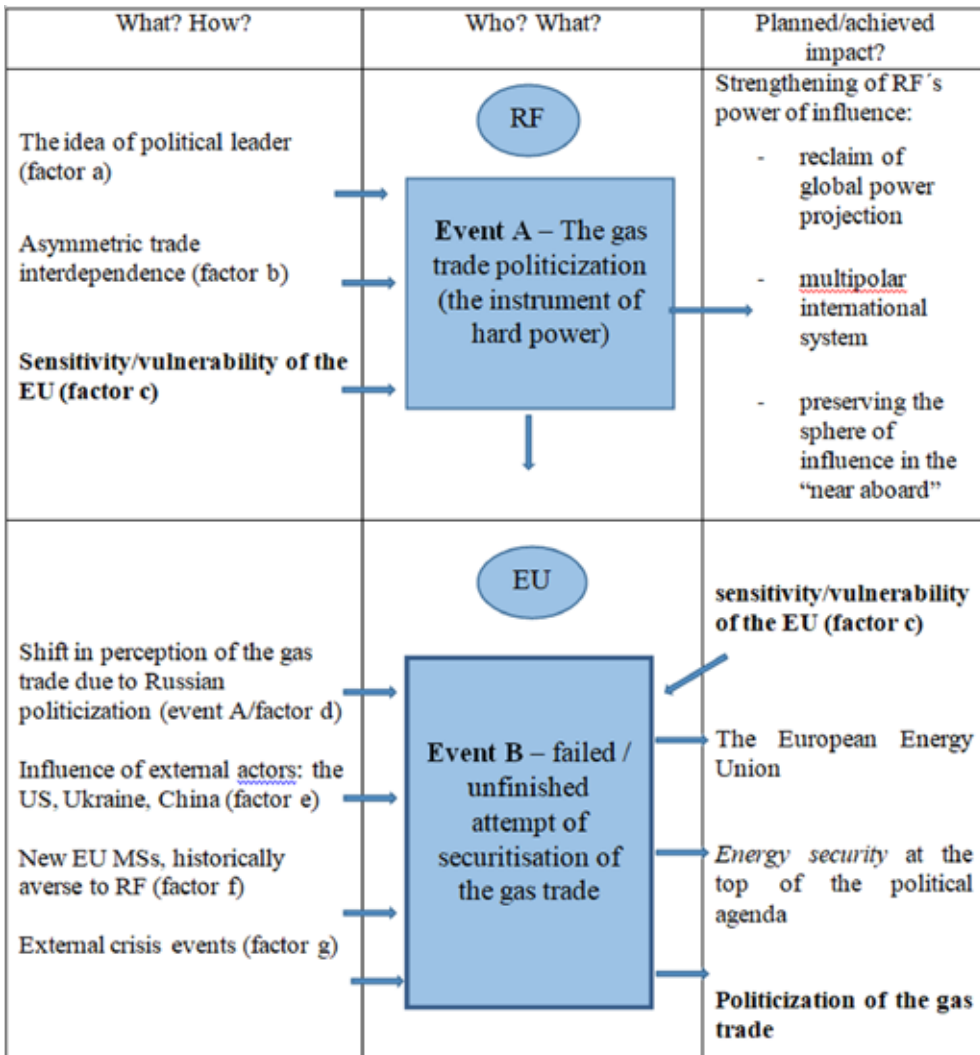 What? How?
Who? What?
Planned/achieved
impact?
The idea of political leader
(factor a)
Asymmetric trade
interdependence (factor b)
Sensitivity/vulnerability of the
EU (factor c)
RF
Event A – The gas
trade politicization
(the instrument of
hard power)
Strengthening of RF´s
power of influence:
- reclaim of
global power
projection
- multipolar
international
system
- preserving the
sphere of
influence in the
“near aboard”
Shift in perception of the gas
trade due to Russian
politicization (event A/factor d)
Influence of external actors: the
US, Ukraine, China (factor e)
New EU MSs, historically
averse to RF (factor f)
External crisis events (factor g)
EU
Event B – failed /
unfinished
attempt of
securitisation of
the gas trade
sensitivity/vulnerability
of the EU (factor c)
The European Energy
Union
Energy security at the
top of the political
agenda
Politicization of the gas
trade